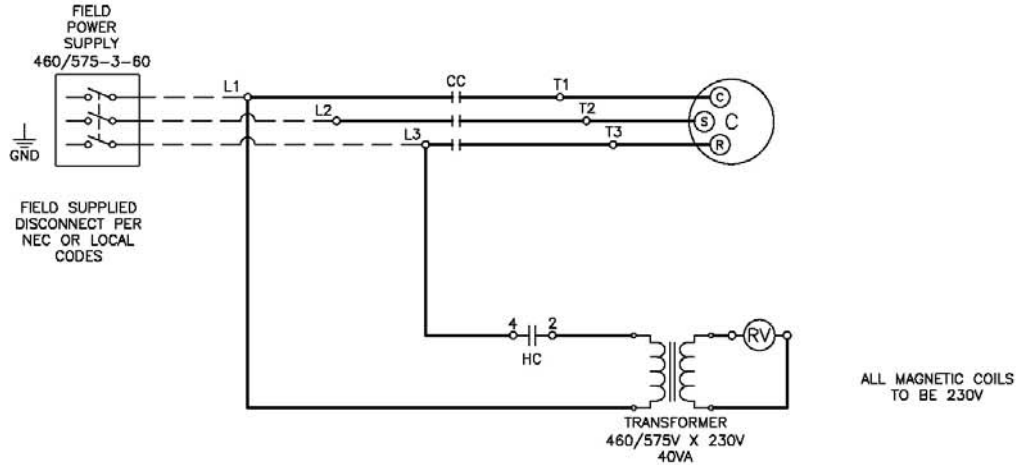 FIELD
POWER
SUPPLY
460/575-3-60
GND
FIELD SUPPLIED
DISCONNECT PER
NEC OR LOCAL
CODES
L1
L2
L3
CC
T1
T2
T3
C
S
R
C
4
2
HC
RV
TRANSFORMER
460/575V X 230V
40VA
ALL MAGNETIC COILS
TO BE 230V